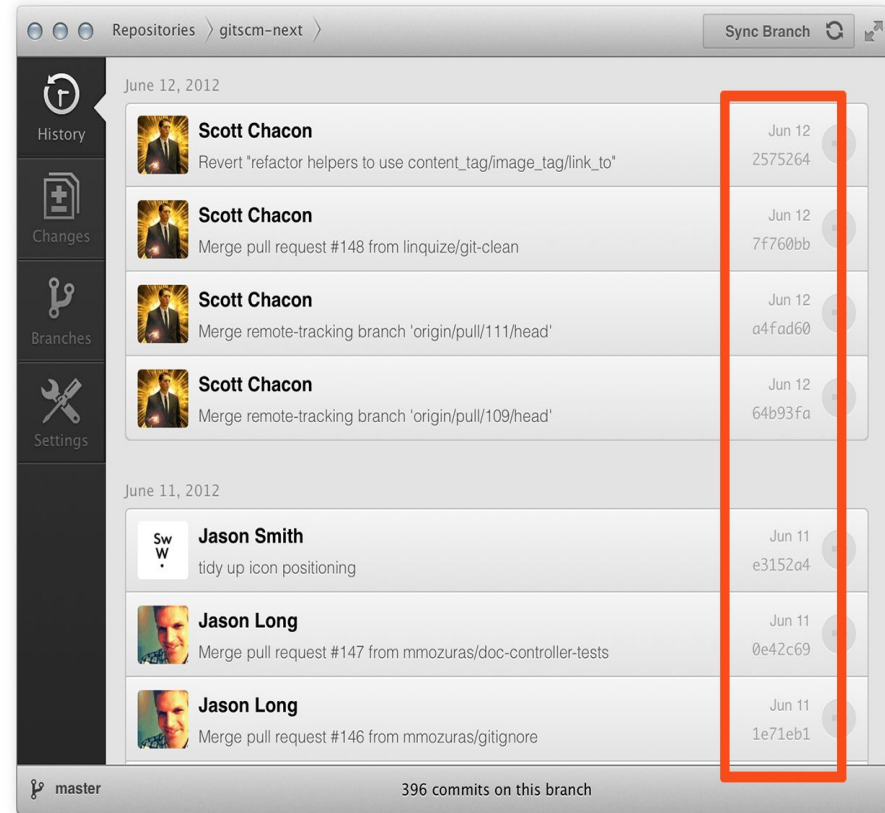 Repositories gitscm-next Sync Branch
History
Changes
Branches
Settings
June 12, 2012
Scott Chacon Jun 12
Revert "refactor helpers to use content_tag/image_tag/link_to" 2575264
Scott Chacon Jun 12
Merge pull request #148 from linquize/git-clean 7f760bb
Scott Chacon Jun 12
Merge remote-tracking branch 'origin/pull/111/head' a4fad60
Scott Chacon Jun 12
Merge remote-tracking branch 'origin/pull/109/head' 64b93fa
June 11, 2012
Sw
W
.
Jason Smith Jun 11
tidy up icon positioning e3152a4
Jason Long Jun 11
Merge pull request #147 from mmozuras/doc-controller-tests 0e42c69
Jason Long Jun 11
Merge pull request #146 from mmozuras/gitignore 1e71eb1
master 396 commits on this branch